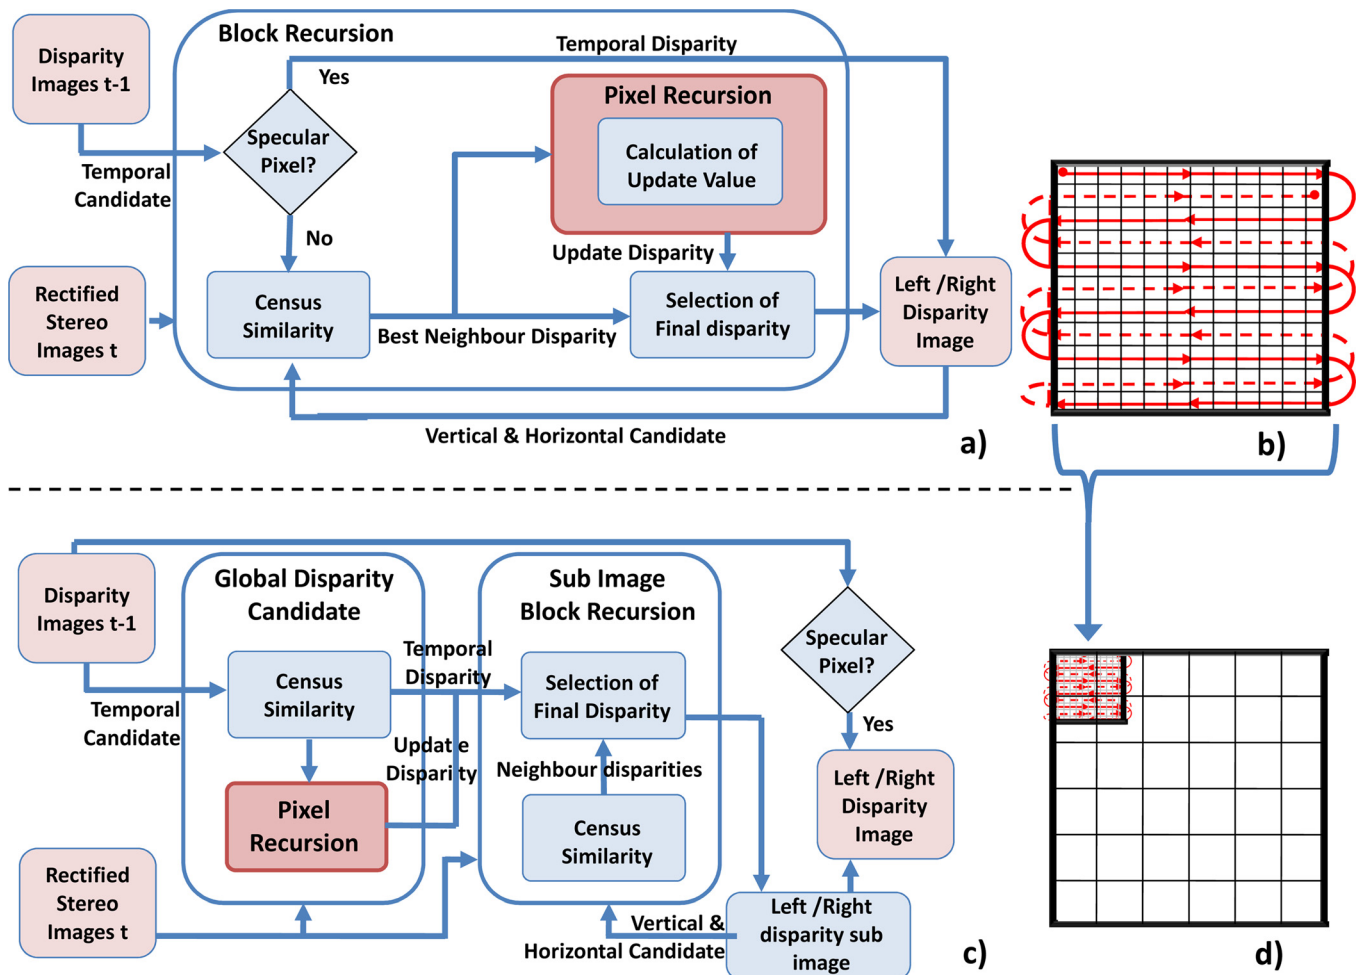 Block Recursion
Disparity
Images t-1
Temporal Disparity
Yes
Pixel Recursion
Specular
Pixel?
Calculation of
Update Value
Temporal
Candidate
No
Update Disparity
Rectified
Stereo
Images t
Census
Similarity
Selection of
Final disparity
Left /Right
Disparity
Image
Best Neighbour Disparity
Vertical & Horizontal Candidate
a)
b)
Disparity
Images t-1
Global Disparity
Candidate
Sub Image
Block Recursion
Specular
Pixel?
Temporal
Disparity
Census
Similarity
Selection of
Final Disparity
Temporal
Candidate
Update
Disparity
Yes
Neighbour disparities
Left /Right
Disparity
Image
Pixel
Recursion
Census
Similarity
Rectified
Stereo
Images t
Vertical &
Horizontal Candidate
Left /Right
disparity sub
image
c)
d)